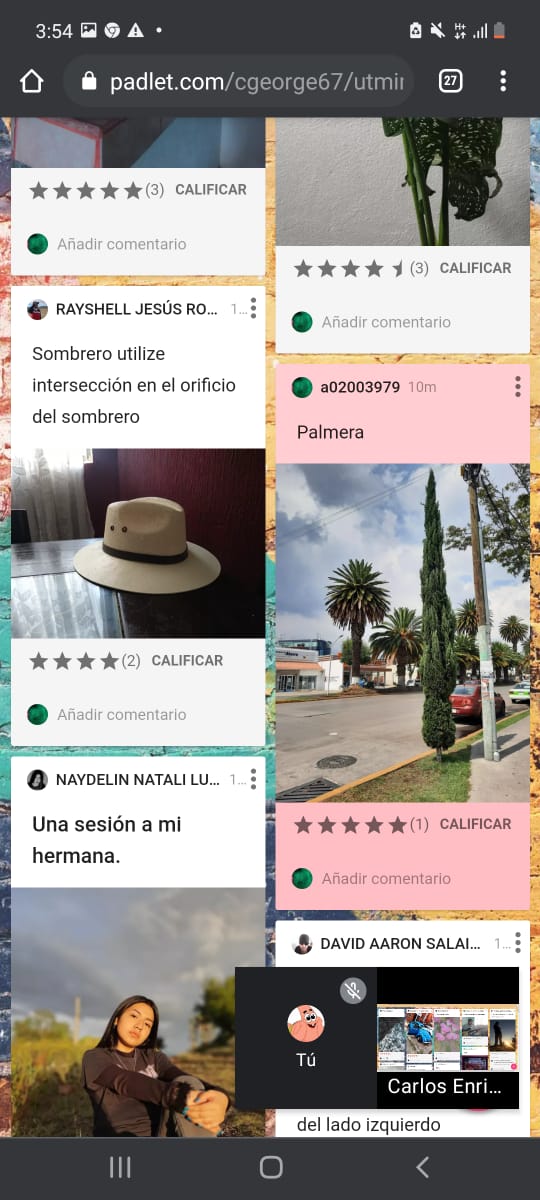 3:54
padlet.com/cgeorge67/utmir
27
(3) CALIFICAR
Añadir comentario
RAYSHELL JESÚS RO... 1...
Sombrero utilize
intersección en el orificio
del sombrero
(2) CALIFICAR
Añadir comentario
NAYDELIN NATALI LU... 1...
Una sesión a mi
hermana.
(3) CALIFICAR
Añadir comentario
a02003979 10m
Palmera
(1) CALIFICAR
Añadir comentario
DAVID AARON SALAI... 1...
Tú
Carlos Enri...
del lado izquierdo